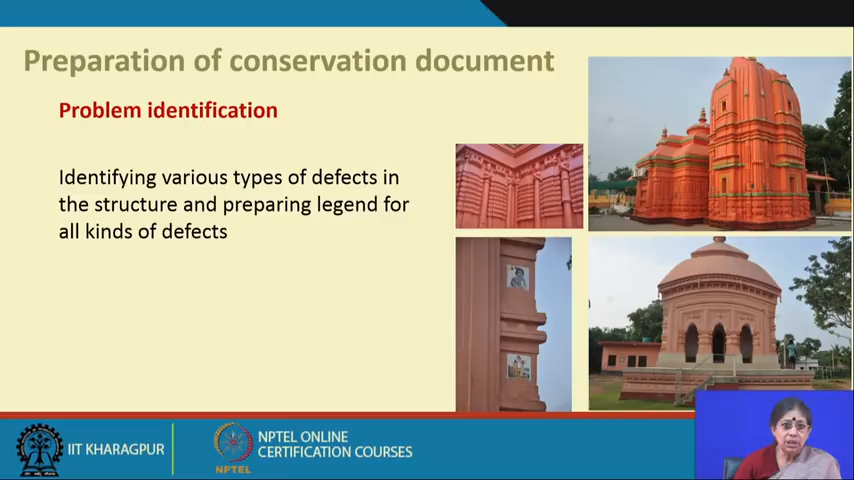 Preparation of conservation document
Problem identification
Identifying various types of defects in
the structure and preparing legend for
all kinds of defects
IIT KHARAGPUR
NPTEL
NPTEL ONLINE
CERTIFICATION COURSES